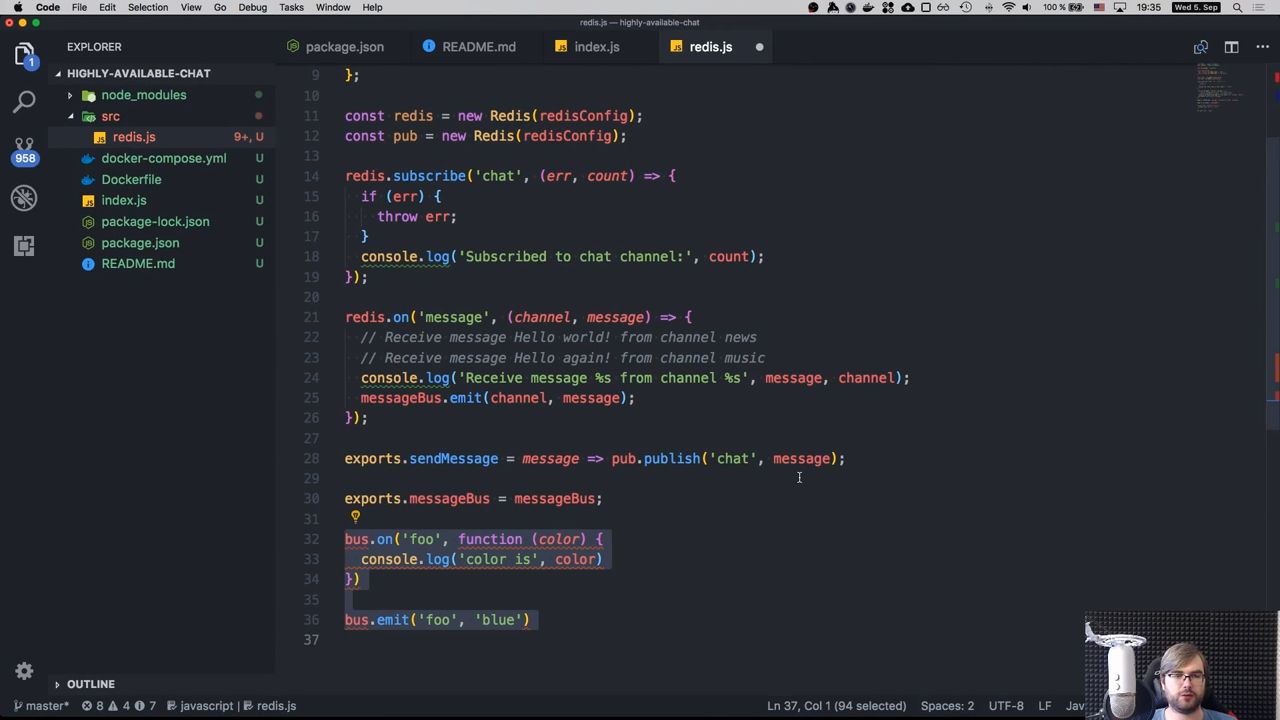 Code File Edit Selection View Go Debug Tasks Window Help 100 % 19:35 Wed 5. Sep
redis.js — highly-available-chat
EXPLORER
package.json
README.md
index.js
redis.js
1
HIGHLY-AVAILABLE-CHAT
node_modules
src
redis.js 9+, U
docker-compose.yml U
Dockerfile U
index.js U
package-lock.json U
package.json U
README.md U
958
9 };
10
11 const redis = new Redis(redisConfig);
12 const pub = new Redis(redisConfig);
13
14 redis.subscribe('chat', (err, count) => {
15 if (err) {
16 throw err;
17 }
18 console.log('Subscribed to chat channel:', count);
19 });
20
21 redis.on('message', (channel, message) => {
22 // Receive message Hello world! from channel news
23 // Receive message Hello again! from channel music
24 console.log('Receive message %s from channel %s', message, channel);
25 messageBus.emit(channel, message);
26 });
27
28 exports.sendMessage = message => pub.publish('chat', message);
29
30 exports.messageBus = messageBus;
31
32 bus.on('foo', function (color) {
33 console.log('color is', color)
34 })
35
36 bus.emit('foo', 'blue')
37
OUTLINE
master* 8 4 7 javascript redis.js Ln 37, Col 1 (94 selected) Spaces: 2 UTF-8 LF